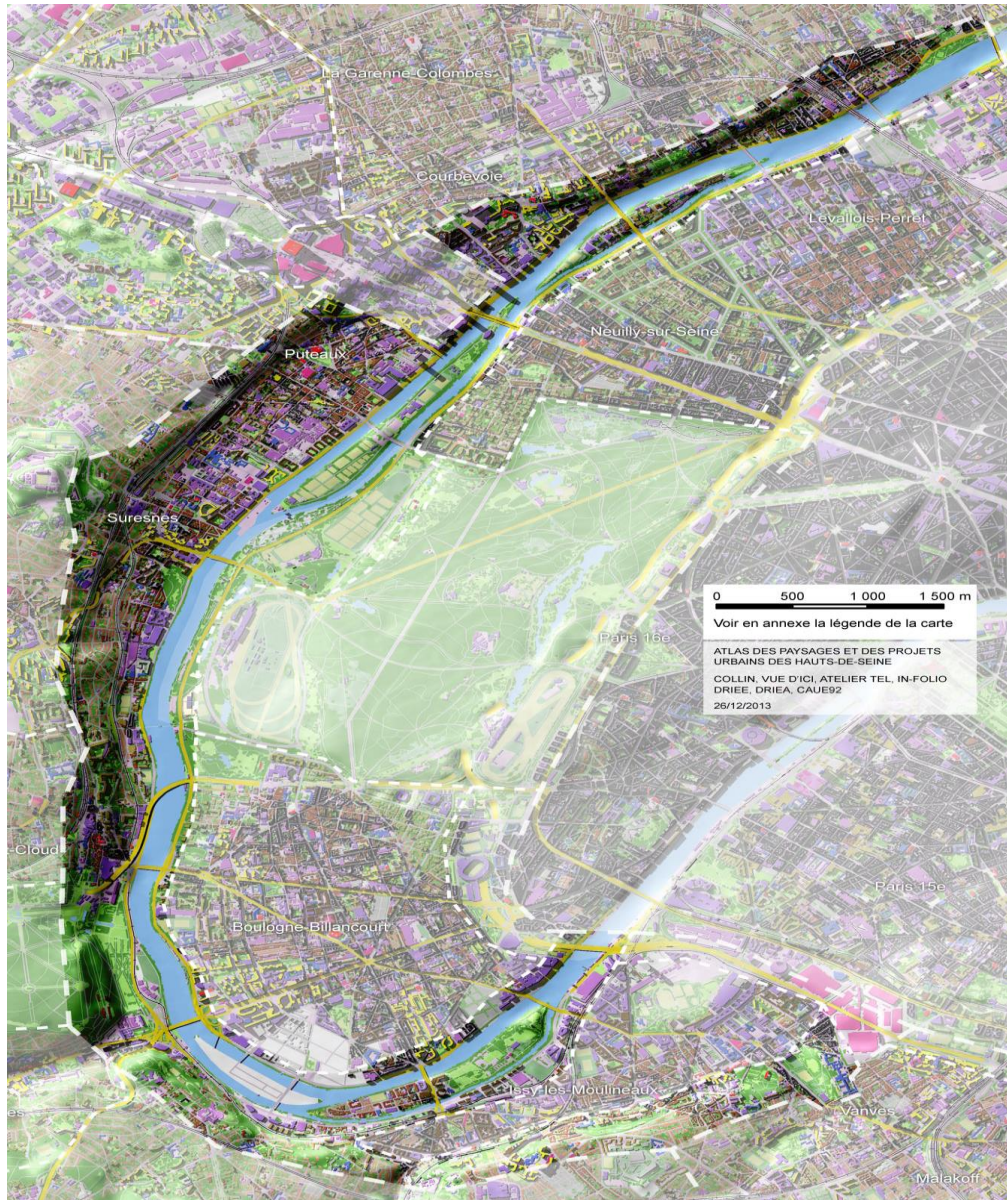 La Garenne-Colombes
Courbevoie
Levallois-Perret
Neuilly-sur-Seine
Puteaux
Suresnes
0 500 1 000 1 500 m
Voir en annexe la légende de la carte
ATLAS DES PAYSAGES ET DES PROJETS
URBAINS DES HAUTS-DE-SEINE
COLLIN, VUE D'ICI, ATELIER TEL, IN-FOLIO
DRIEE, DRIEA, CAUE92
26/12/2013
Paris 16e
-Cloud
Paris 15e
Boulogne-Billancourt
Issy-les-Moulineaux
es
Vanves
Malakoff